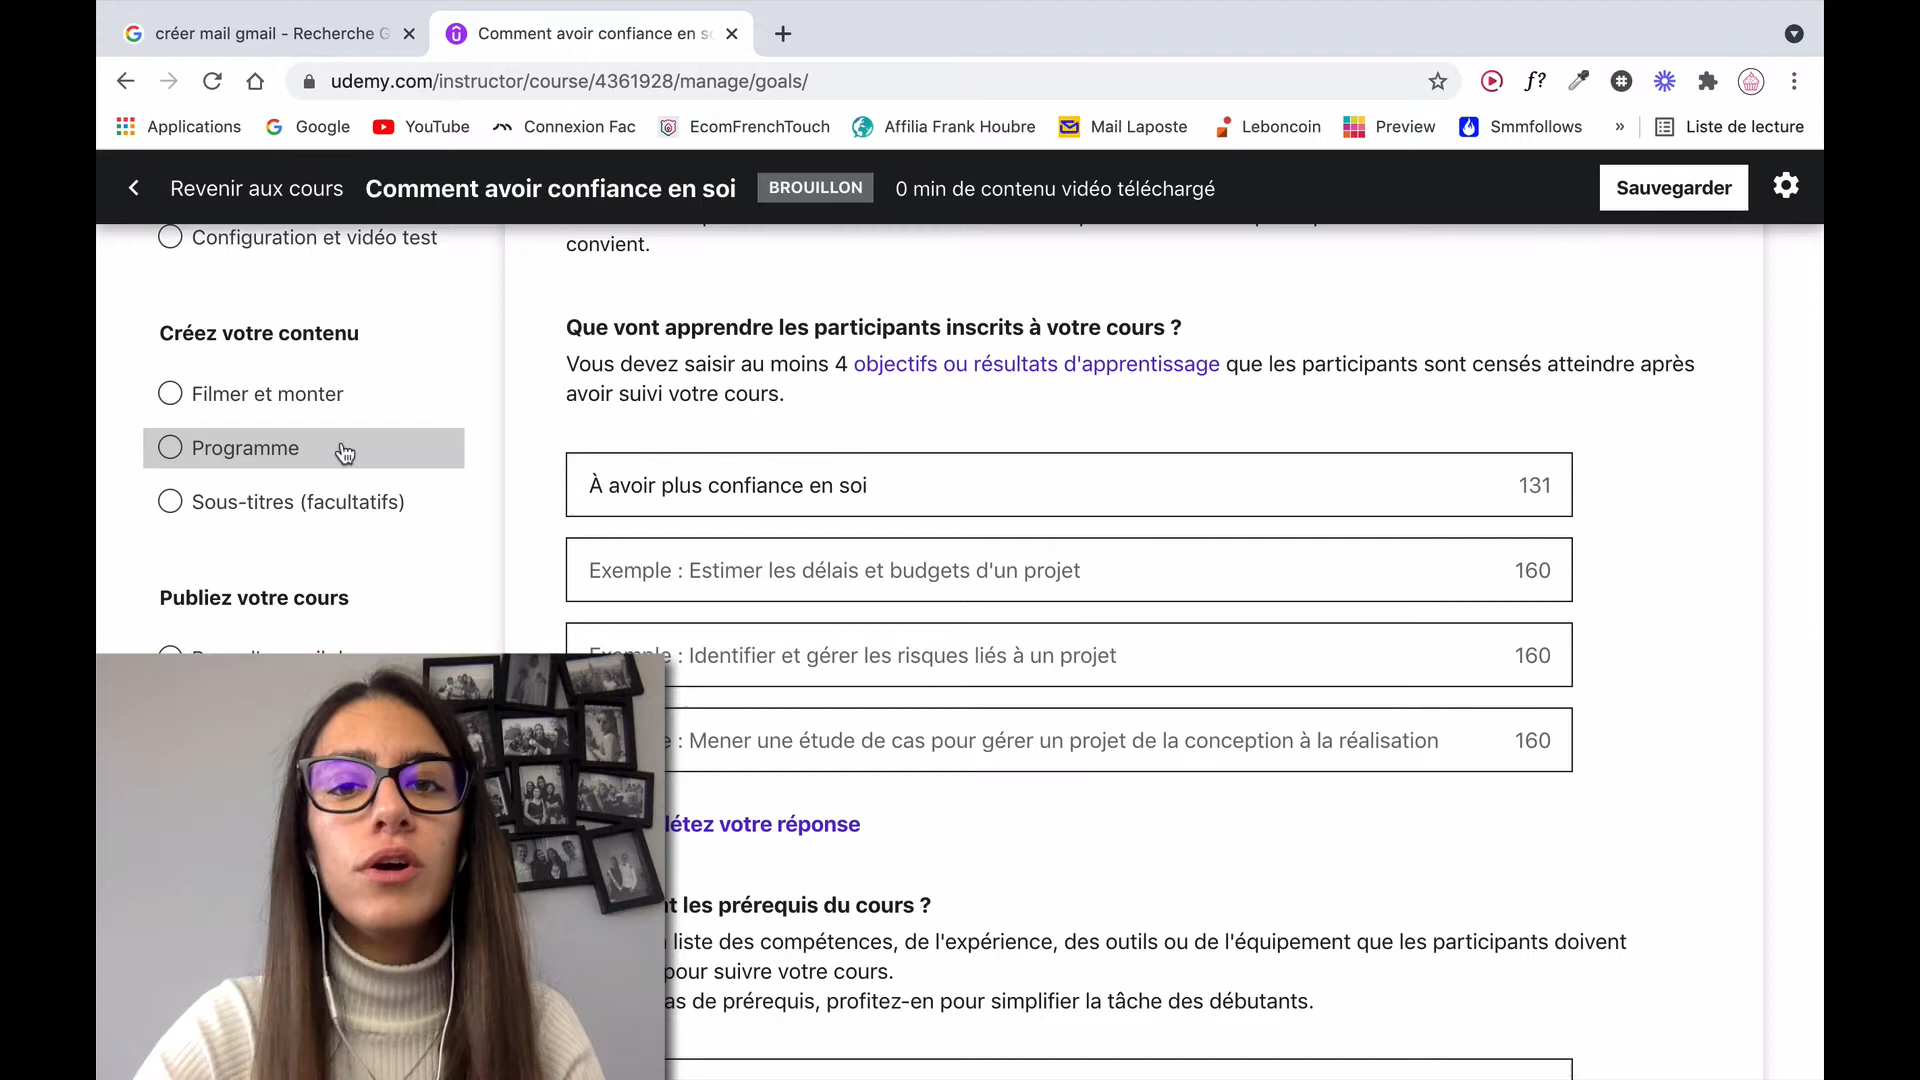 créer mail gmail - Recherche G
Comment avoir confiance en so
udemy.com/instructor/course/4361928/manage/goals/
Applications
Google
YouTube
Connexion Fac
EcomFrenchTouch
Affilia Frank Houbre
Mail Laposte
Leboncoin
Preview
Smmfollows
»
Liste de lecture
Revenir aux cours
Comment avoir confiance en soi
BROUILLON
0 min de contenu vidéo téléchargé
Sauvegarder
Configuration et vidéo test
Créez votre contenu
Filmer et monter
Programme
Sous-titres (facultatifs)
Publiez votre cours
convient.
Que vont apprendre les participants inscrits à votre cours ?
Vous devez saisir au moins 4 objectifs ou résultats d'apprentissage que les participants sont censés atteindre après
avoir suivi votre cours.
À avoir plus confiance en soi 131
Exemple : Estimer les délais et budgets d'un projet 160
Exemple : Identifier et gérer les risques liés à un projet 160
e : Mener une étude de cas pour gérer un projet de la conception à la réalisation 160
létez votre réponse
t les prérequis du cours ?
liste des compétences, de l'expérience, des outils ou de l'équipement que les participants doivent
pour suivre votre cours.
as de prérequis, profitez-en pour simplifier la tâche des débutants.